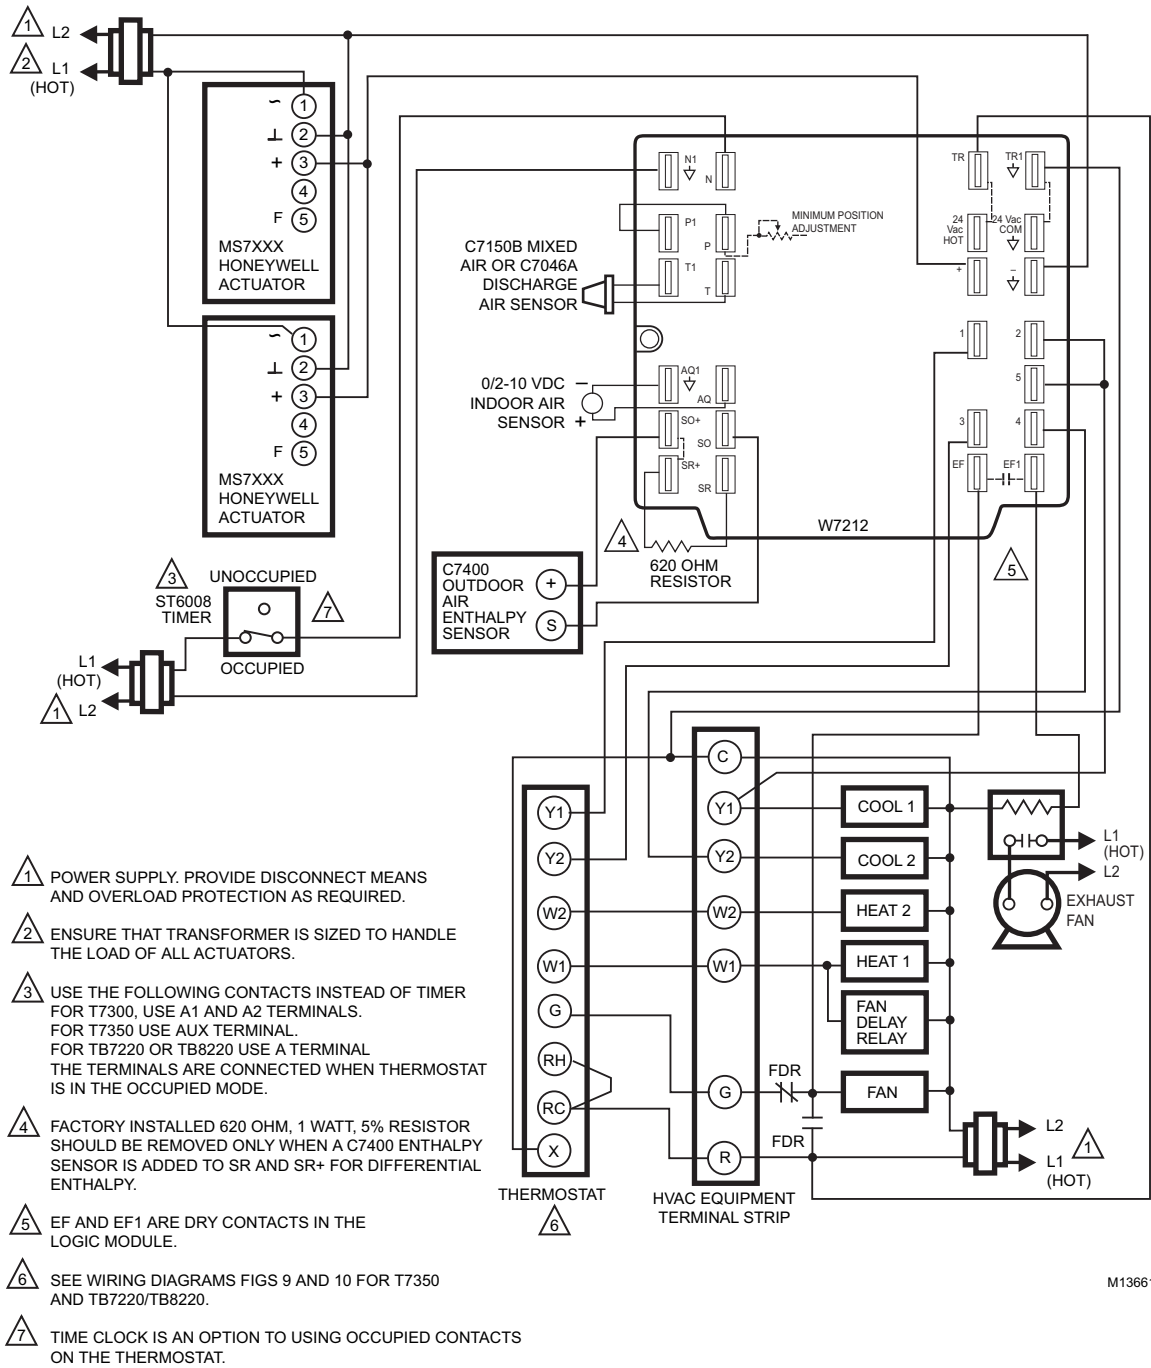 1 L2
2 L1
(HOT)
~ 1
⊥ 2
+ 3
4
F 5
MS7XXX
HONEYWELL
ACTUATOR
~ 1
⊥ 2
+ 3
4
F 5
MS7XXX
HONEYWELL
ACTUATOR
N1
N
P1
P
T1
T
MINIMUM POSITION
ADJUSTMENT
C7150B MIXED
AIR OR C7046A
DISCHARGE
AIR SENSOR
0/2-10 VDC −
INDOOR AIR
SENSOR +
AQ1
AQ
SO+
SO
SR+
SR
TR
TR1
24
Vac
HOT
24 Vac
COM
+
−
1
2
5
3
4
EF
EF1
W7212
4
620 OHM
RESISTOR
5
C7400
OUTDOOR
AIR
ENTHALPY
SENSOR
+
S
3
ST6008
TIMER
UNOCCUPIED
7
OCCUPIED
L1
(HOT)
1 L2
Y1
Y2
W2
W1
G
RH
RC
X
THERMOSTAT
6
C
Y1
Y2
W2
W1
G
R
HVAC EQUIPMENT
TERMINAL STRIP
COOL 1
COOL 2
HEAT 2
HEAT 1
FAN
DELAY
RELAY
FDR
FAN
FDR
L1
(HOT)
L2
EXHAUST
FAN
L2
1
L1
(HOT)
1 POWER SUPPLY. PROVIDE DISCONNECT MEANS
AND OVERLOAD PROTECTION AS REQUIRED.
2 ENSURE THAT TRANSFORMER IS SIZED TO HANDLE
THE LOAD OF ALL ACTUATORS.
3 USE THE FOLLOWING CONTACTS INSTEAD OF TIMER
FOR T7300, USE A1 AND A2 TERMINALS.
FOR T7350 USE AUX TERMINAL.
FOR TB7220 OR TB8220 USE A TERMINAL
THE TERMINALS ARE CONNECTED WHEN THERMOSTAT
IS IN THE OCCUPIED MODE.
4 FACTORY INSTALLED 620 OHM, 1 WATT, 5% RESISTOR
SHOULD BE REMOVED ONLY WHEN A C7400 ENTHALPY
SENSOR IS ADDED TO SR AND SR+ FOR DIFFERENTIAL
ENTHALPY.
5 EF AND EF1 ARE DRY CONTACTS IN THE
LOGIC MODULE.
6 SEE WIRING DIAGRAMS FIGS 9 AND 10 FOR T7350
AND TB7220/TB8220.
7 TIME CLOCK IS AN OPTION TO USING OCCUPIED CONTACTS
ON THE THERMOSTAT.